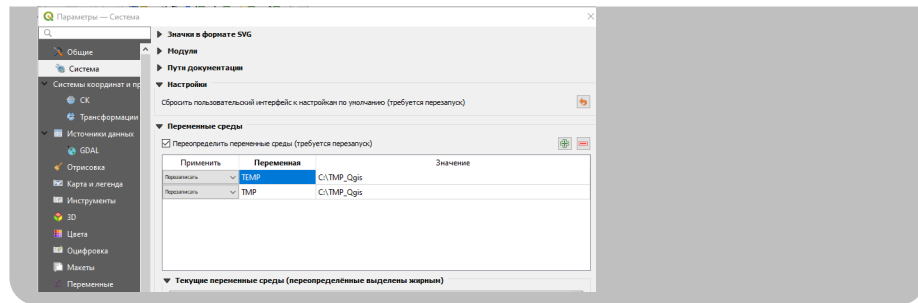 Параметры — Система
Общие
Система
Системы координат и пр
СК
Трансформации
Источники данных
GDAL
Отрисовка
Карта и легенда
Инструменты
3D
Цвета
Оцифровка
Макеты
Переменные
Значки в формате SVG
Модули
Пути документации
Настройки
Сбросить пользовательский интерфейс к настройкам по умолчанию (требуется перезапуск)
Переменные среды
Переопределить переменные среды (требуется перезапуск)
Применить Переменная Значение
Перезаписать TEMP C:\TMP_Qgis
Перезаписать TMP C:\TMP_Qgis
Текущие переменные среды (переопределённые выделены жирным)